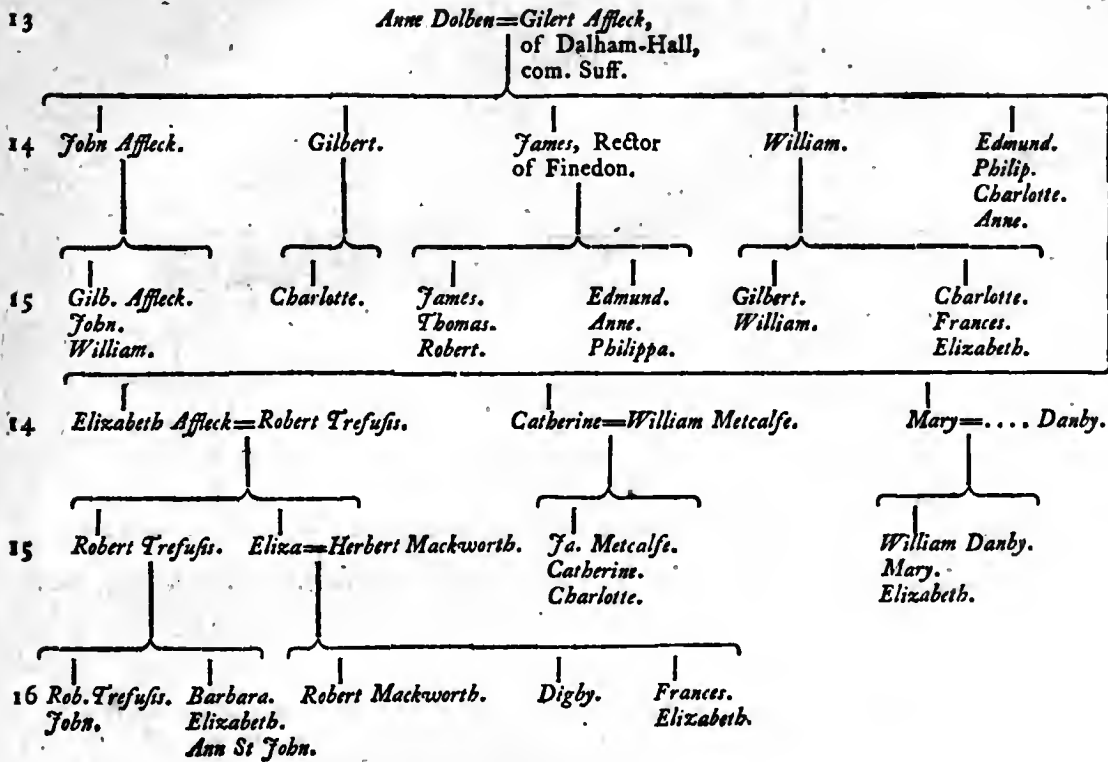 13 Anne Dolben=Gilert Affleck,
of Dalham-Hall,
com. Suff.
14 John Affleck. Gilbert. James, Rector William. Edmund.
of Finedon. Philip.
Charlotte.
Anne.
15 Gilb. Affleck. Charlotte. James. Edmund. Gilbert. Charlotte.
John. Thomas. Anne. William. Frances.
William. Robert. Philippa. Elizabeth.
14 Elizabeth Affleck=Robert Trefusis. Catherine=William Metcalfe. Mary=.... Danby.
15 Robert Trefusis. Eliza=Herbert Mackworth. Ja. Metcalfe. William Danby.
Catherine. Mary.
Charlotte. Elizabeth.
16 Rob. Trefusis. Barbara. Robert Mackworth. Digby. Frances.
John. Elizabeth. Elizabeth.
Ann St John.